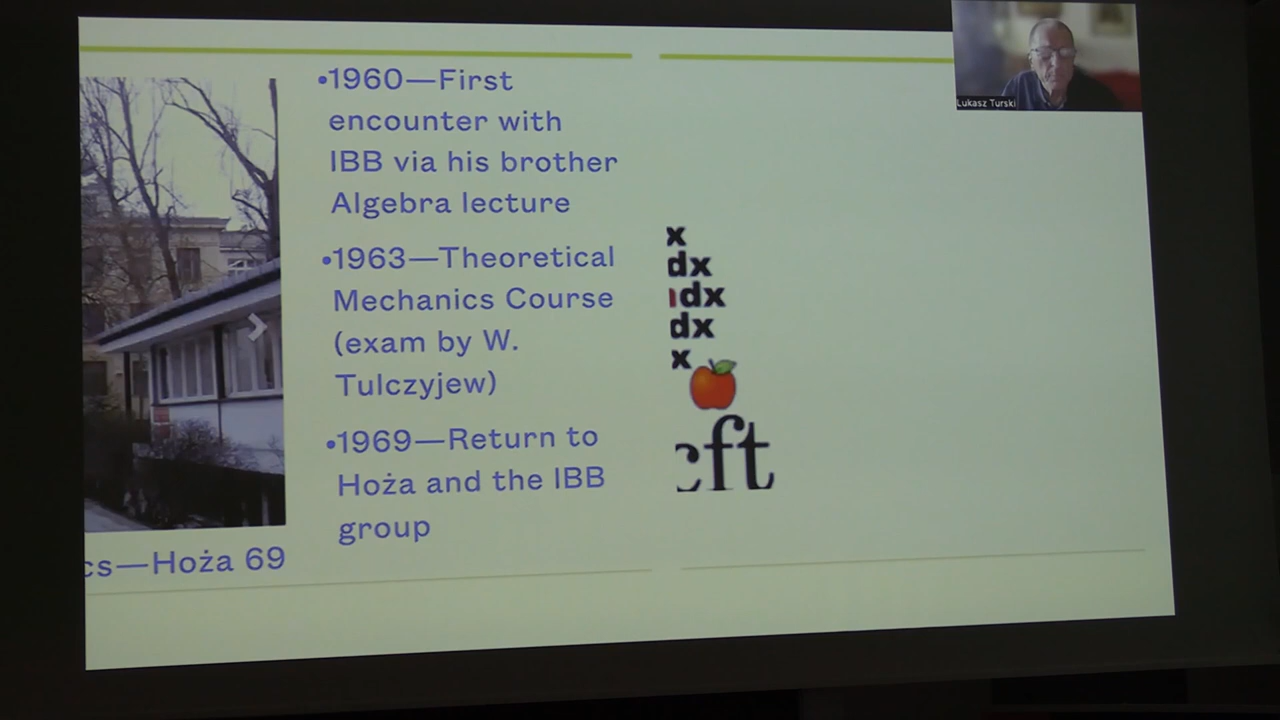 •1960—First
encounter with
IBB via his brother
Algebra lecture
•1963—Theoretical
Mechanics Course
(exam by W.
Tulczyjew)
•1969—Return to
Hoża and the IBB
group
cs—Hoża 69
x
dx
dx
dx
x
cft
Lukasz Turski